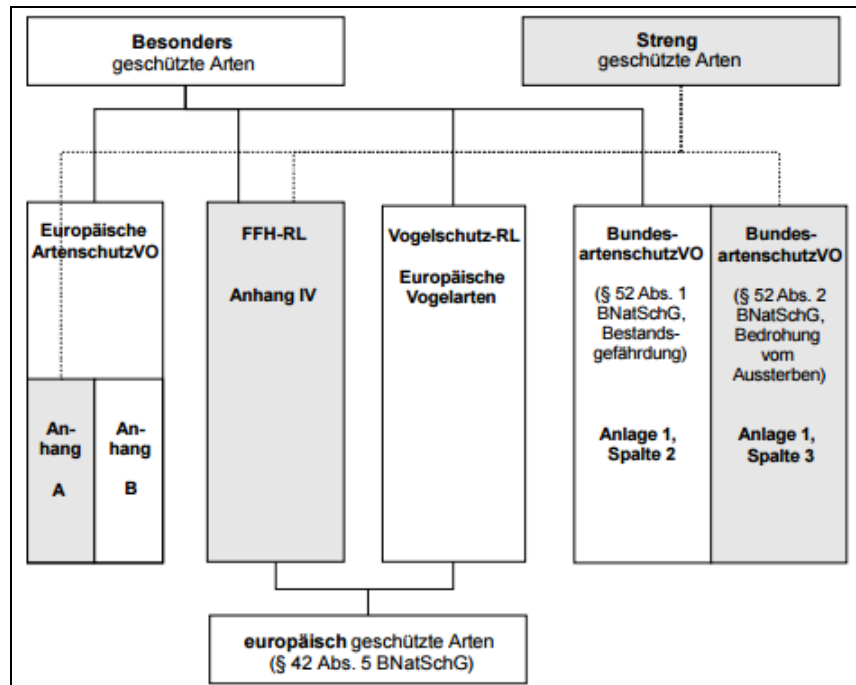 Besonders
geschützte Arten
Streng
geschützte Arten
Europäische
ArtenschutzVO
An-
hang
A
An-
hang
B
FFH-RL
Anhang IV
Vogelschutz-RL
Europäische
Vogelarten
Bundes-
artenschutzVO
(§ 52 Abs. 1
BNatSchG,
Bestands-
gefährdung)
Anlage 1,
Spalte 2
Bundes-
artenschutzVO
(§ 52 Abs. 2
BNatSchG,
Bedrohung
vom
Aussterben)
Anlage 1,
Spalte 3
europäisch geschützte Arten
(§ 42 Abs. 5 BNatSchG)